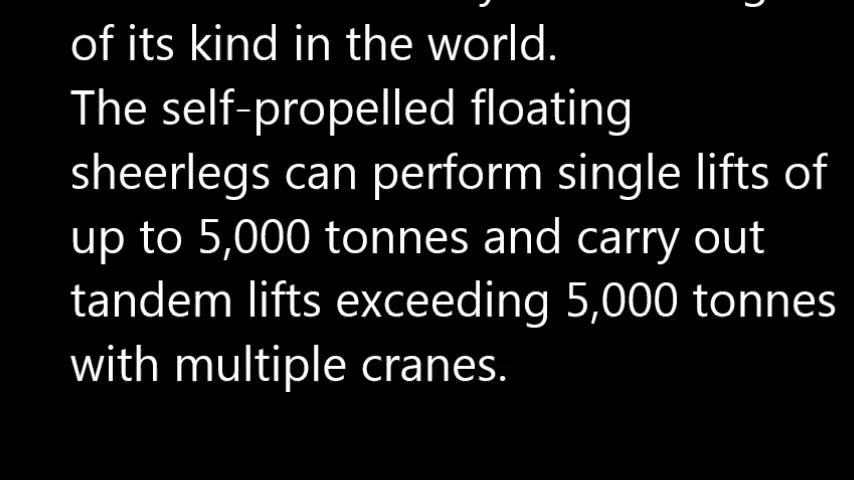 of its kind in the world.
The self-propelled floating
sheerlegs can perform single lifts of
up to 5,000 tonnes and carry out
tandem lifts exceeding 5,000 tonnes
with multiple cranes.